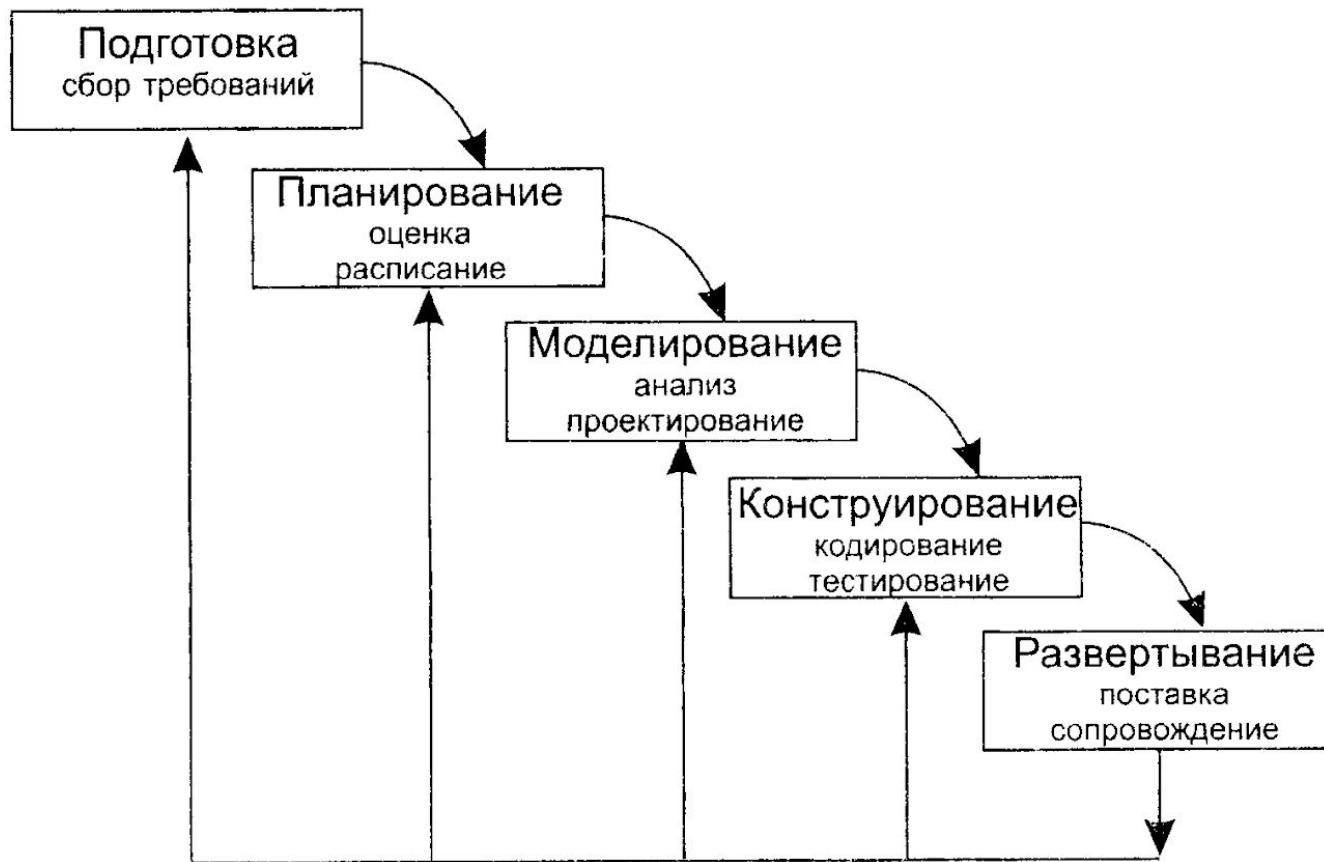 Подготовка
сбор требований
Планирование
оценка
расписание
Моделирование
анализ
проектирование
Конструирование
кодирование
тестирование
Развертывание
поставка
сопровождение